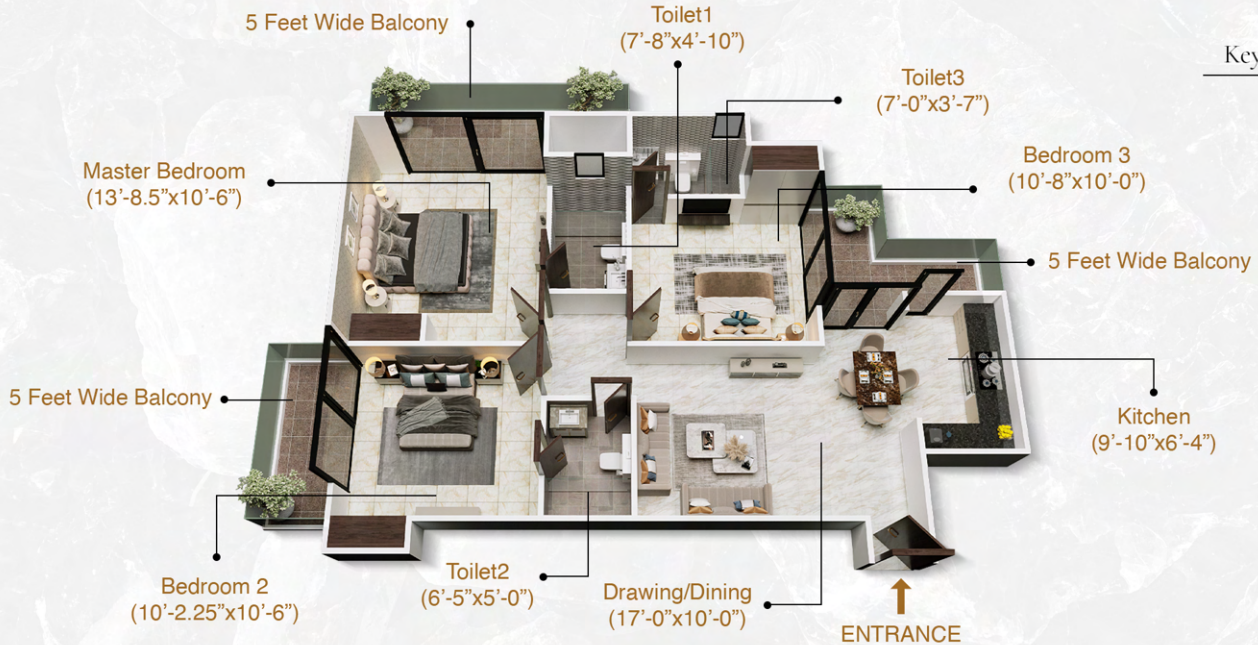 5 Feet Wide Balcony
Toilet1
(7’-8”x4’-10”)
Key
Toilet3
(7’-0”x3’-7”)
Master Bedroom
(13’-8.5”x10’-6”)
Bedroom 3
(10’-8”x10’-0”)
5 Feet Wide Balcony
5 Feet Wide Balcony
Kitchen
(9’-10”x6’-4”)
Bedroom 2
(10’-2.25”x10’-6”)
Toilet2
(6’-5”x5’-0”)
Drawing/Dining
(17’-0”x10’-0”)
ENTRANCE